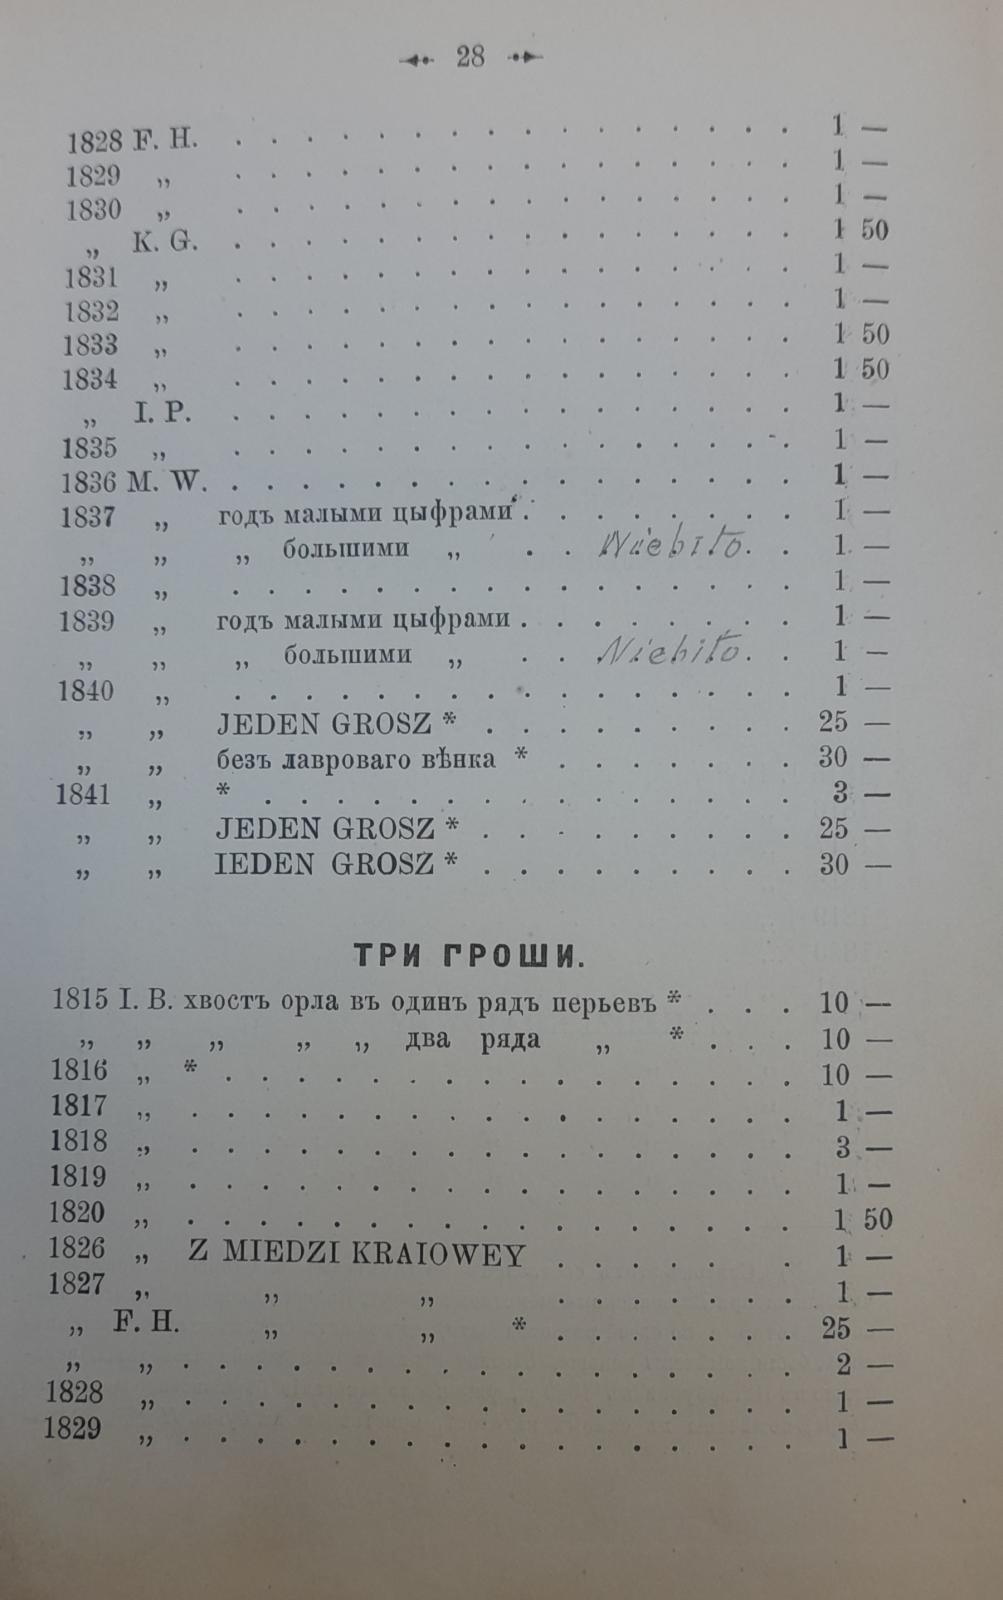 28
1828 F. H. . . . . . . . . . . . . . . . . 1 —
1829 „ . . . . . . . . . . . . . . . . 1 —
1830 „ . . . . . . . . . . . . . . . . 1 —
„ K. G. . . . . . . . . . . . . . . . . 1 50
1831 „ . . . . . . . . . . . . . . . . 1 —
1832 „ . . . . . . . . . . . . . . . . 1 —
1833 „ . . . . . . . . . . . . . . . . 1 50
1834 „ . . . . . . . . . . . . . . . . 1 50
„ I. P. . . . . . . . . . . . . . . . . 1 —
1835 „ . . . . . . . . . . . . . . . . 1 —
1836 M. W. . . . . . . . . . . . . . . . . 1 —
1837 „ годъ малыми цыфрами . . . . . . . . 1 —
„ „ „ большими „ . . Niebito . . 1 —
1838 „ . . . . . . . . . . . . . . . . 1 —
1839 „ годъ малыми цыфрами . . . . . . . . 1 —
„ „ „ большими „ . . Niebito . . 1 —
1840 „ . . . . . . . . . . . . . . . . 1 —
„ „ JEDEN GROSZ * . . . . . . . . . 25 —
„ „ безъ лавроваго вѣнка * . . . . . . . 30 —
1841 „ * . . . . . . . . . . . . . . . 3 —
„ „ JEDEN GROSZ * . . . . . . . . . 25 —
„ „ IEDEN GROSZ * . . . . . . . . . 30 —
ТРИ ГРОШИ.
1815 I. B. хвостъ орла въ одинъ рядъ перьевъ * . . . 10 —
„ „ „ „ „ два ряда „ * . . . 10 —
1816 „ * . . . . . . . . . . . . . . . . 10 —
1817 „ . . . . . . . . . . . . . . . . . 1 —
1818 „ . . . . . . . . . . . . . . . . . 3 —
1819 „ . . . . . . . . . . . . . . . . . 1 —
1820 „ . . . . . . . . . . . . . . . . . 1 50
1826 „ Z MIEDZI KRAIOWEY . . . . . . 1 —
1827 „ „ „ . . . . . . . 1 —
„ F. H. „ „ * . . . . . . . 25 —
„ „ . . . . . . . . . . . . . . . . . 2 —
1828 „ . . . . . . . . . . . . . . . . . 1 —
1829 „ . . . . . . . . . . . . . . . . . 1 —